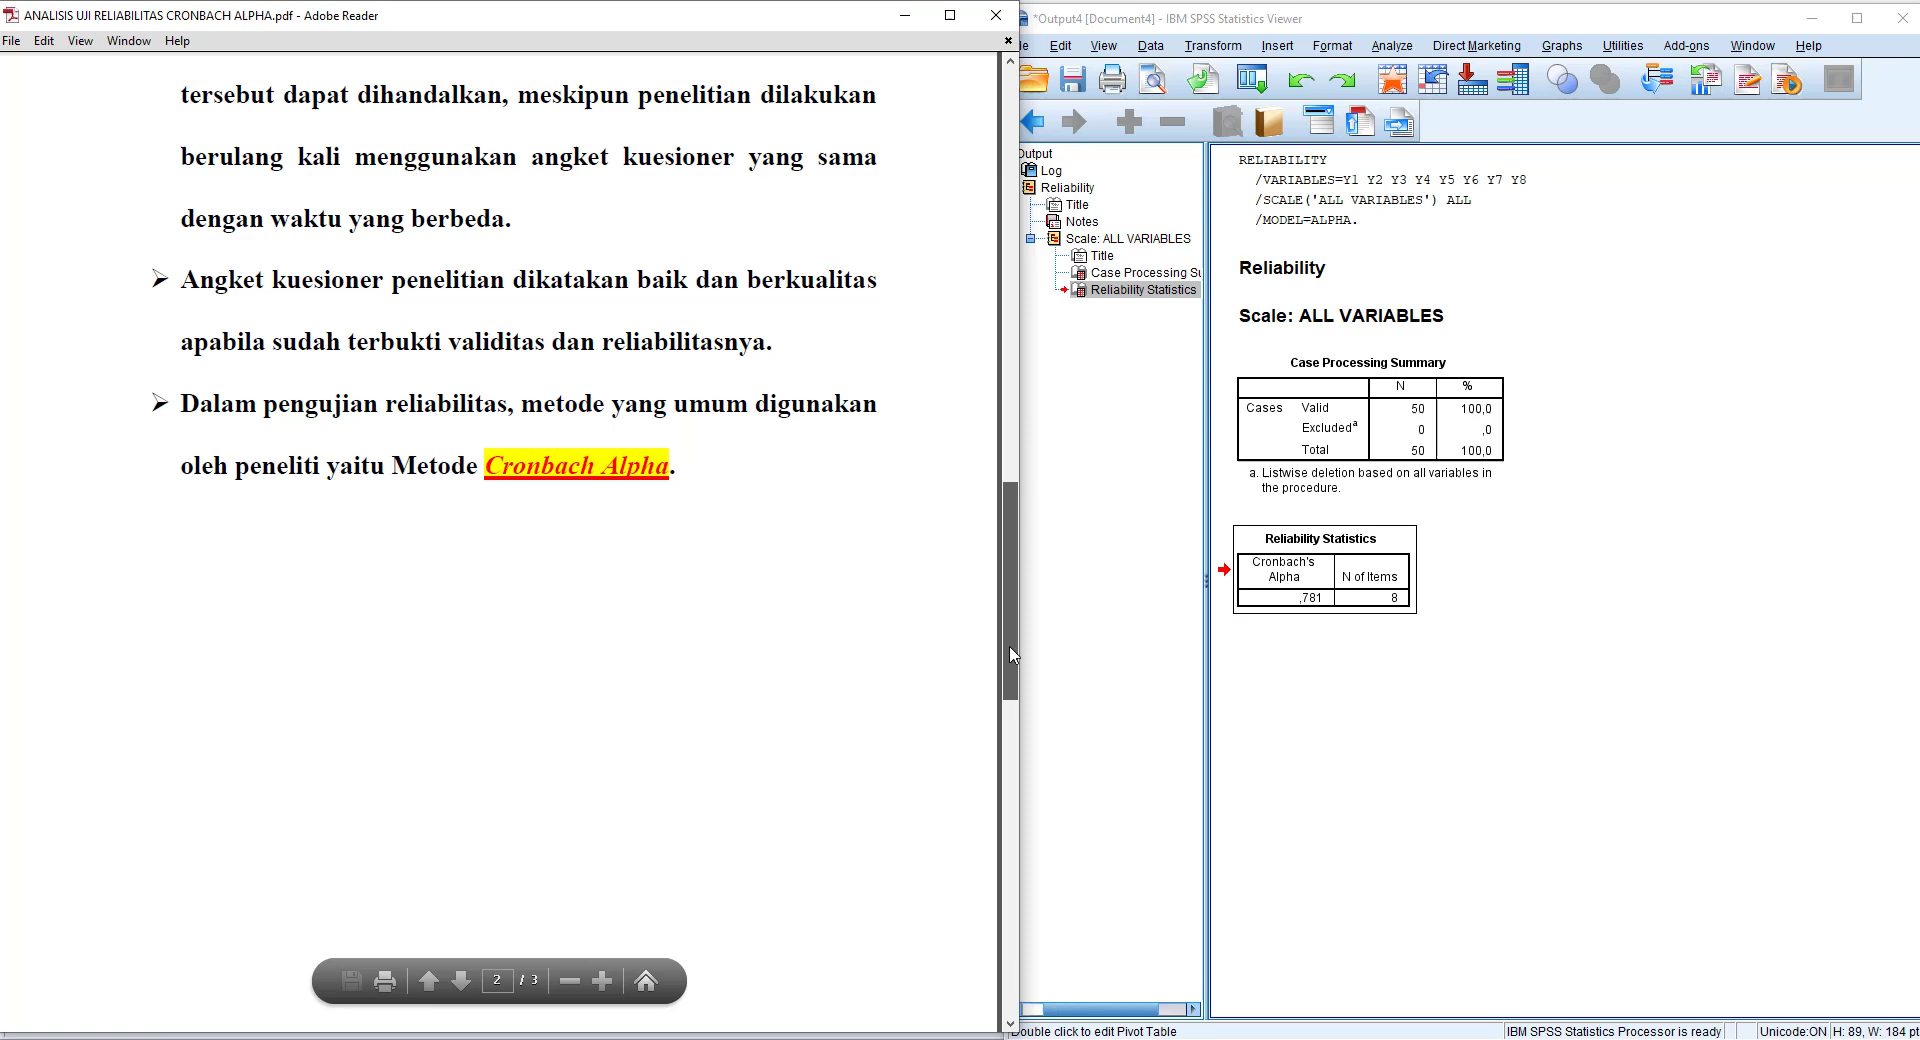 ANALISIS UJI RELIABILITAS CRONBACH ALPHA.pdf - Adobe Reader
File Edit View Window Help
tersebut dapat dihandalkan, meskipun penelitian dilakukan
berulang kali menggunakan angket kuesioner yang sama
dengan waktu yang berbeda.
➢ Angket kuesioner penelitian dikatakan baik dan berkualitas
apabila sudah terbukti validitas dan reliabilitasnya.
➢ Dalam pengujian reliabilitas, metode yang umum digunakan
oleh peneliti yaitu Metode Cronbach Alpha.
2 / 3
*Output4 [Document4] - IBM SPSS Statistics Viewer
Edit View Data Transform Insert Format Analyze Direct Marketing Graphs Utilities Add-ons Window Help
Log
Reliability
Title
Notes
Scale: ALL VARIABLES
Title
Case Processing
Reliability Statistics
RELIABILITY
/VARIABLES=Y1 Y2 Y3 Y4 Y5 Y6 Y7 Y8
/SCALE('ALL VARIABLES') ALL
/MODEL=ALPHA.
Reliability
Scale: ALL VARIABLES
Case Processing Summary
N %
Cases Valid 50 100,0
Excludedᵃ 0 ,0
Total 50 100,0
a. Listwise deletion based on all variables in
the procedure.
Reliability Statistics
Cronbach's
Alpha N of Items
,781 8
Double click to edit Pivot Table
IBM SPSS Statistics Processor is ready
Unicode:ON H: 89, W: 184 pt